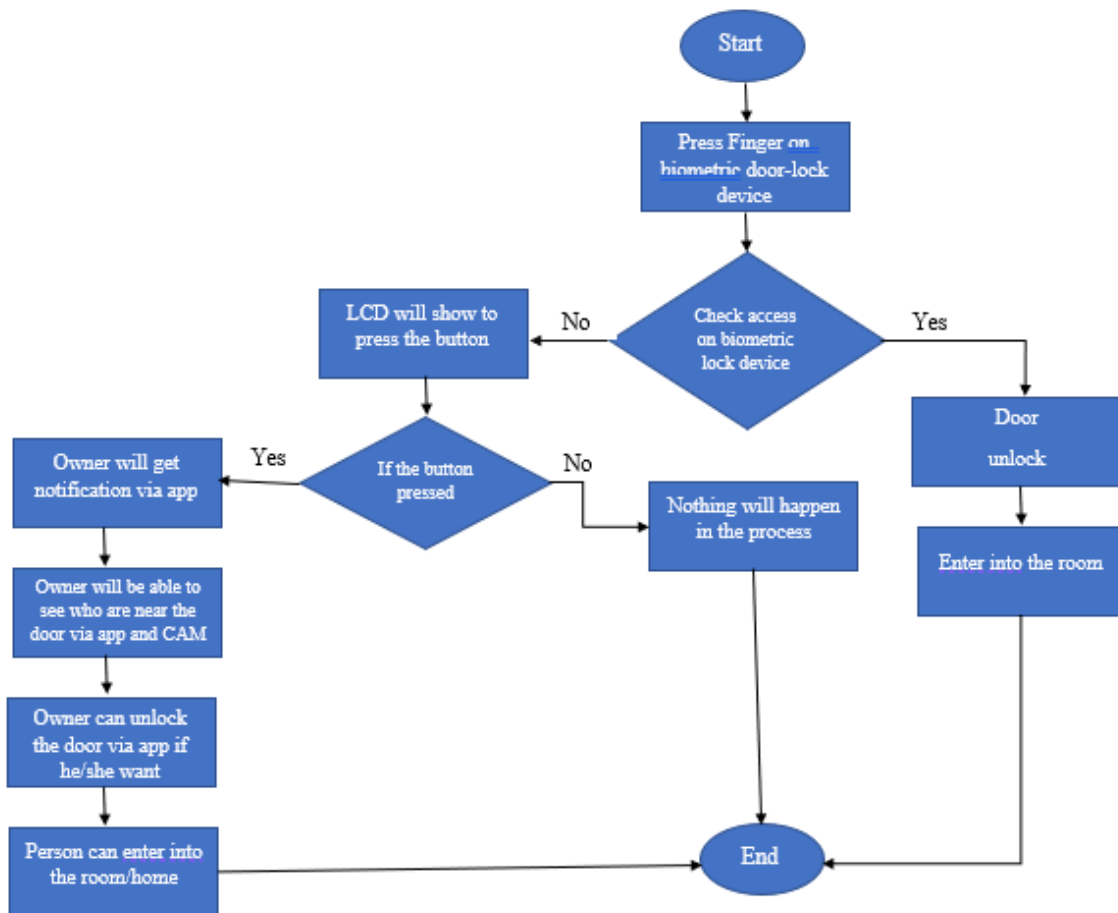 Start
Press Finger on
biometric door-lock
device
Check access
on biometric
lock device
No
Yes
LCD will show to
press the button
Door
unlock
If the button
pressed
Yes
No
Owner will get
notification via app
Nothing will happen
in the process
Enter into the room
Owner will be able to
see who are near the
door via app and CAM
Owner can unlock
the door via app if
he/she want
Person can enter into
the room/home
End